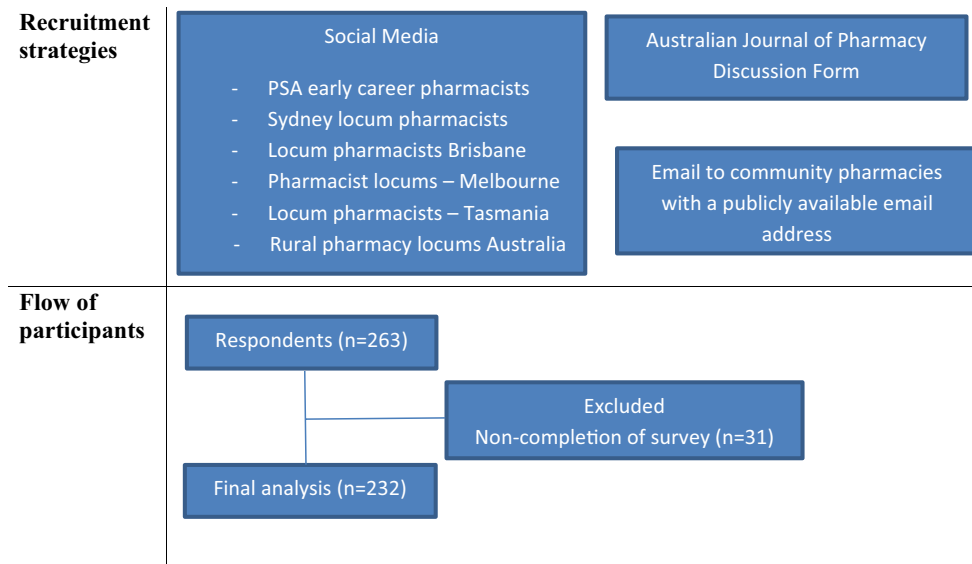 Recruitment
strategies
Social Media
- PSA early career pharmacists
- Sydney locum pharmacists
- Locum pharmacists Brisbane
- Pharmacist locums – Melbourne
- Locum pharmacists – Tasmania
- Rural pharmacy locums Australia
Australian Journal of Pharmacy
Discussion Form
Email to community pharmacies
with a publicly available email
address
Flow of
participants
Respondents (n=263)
Excluded
Non-completion of survey (n=31)
Final analysis (n=232)